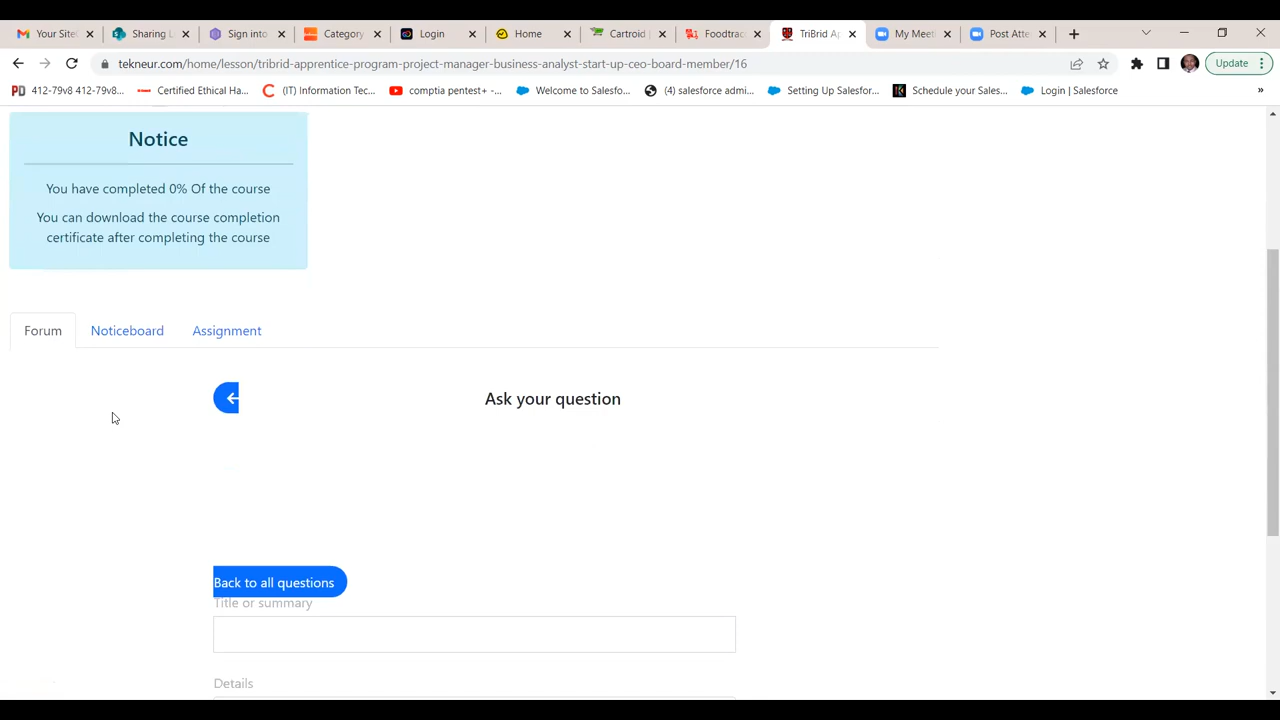 Your Site
Sharing L
Sign into
Category
Login
Home
Cartroid
Foodtrac
TriBrid Ap
My Meeti
Post Atte
tekneur.com/home/lesson/tribrid-apprentice-program-project-manager-business-analyst-start-up-ceo-board-member/16
Update
412-79v8 412-79v8...
Certified Ethical Ha...
(IT) Information Tec...
comptia pentest+ -...
Welcome to Salesfo...
(4) salesforce admi...
Setting Up Salesfor...
Schedule your Sales...
Login | Salesforce
»
Notice
You have completed 0% Of the course
You can download the course completion
certificate after completing the course
Forum
Noticeboard
Assignment
Ask your question
Back to all questions
Title or summary
Details